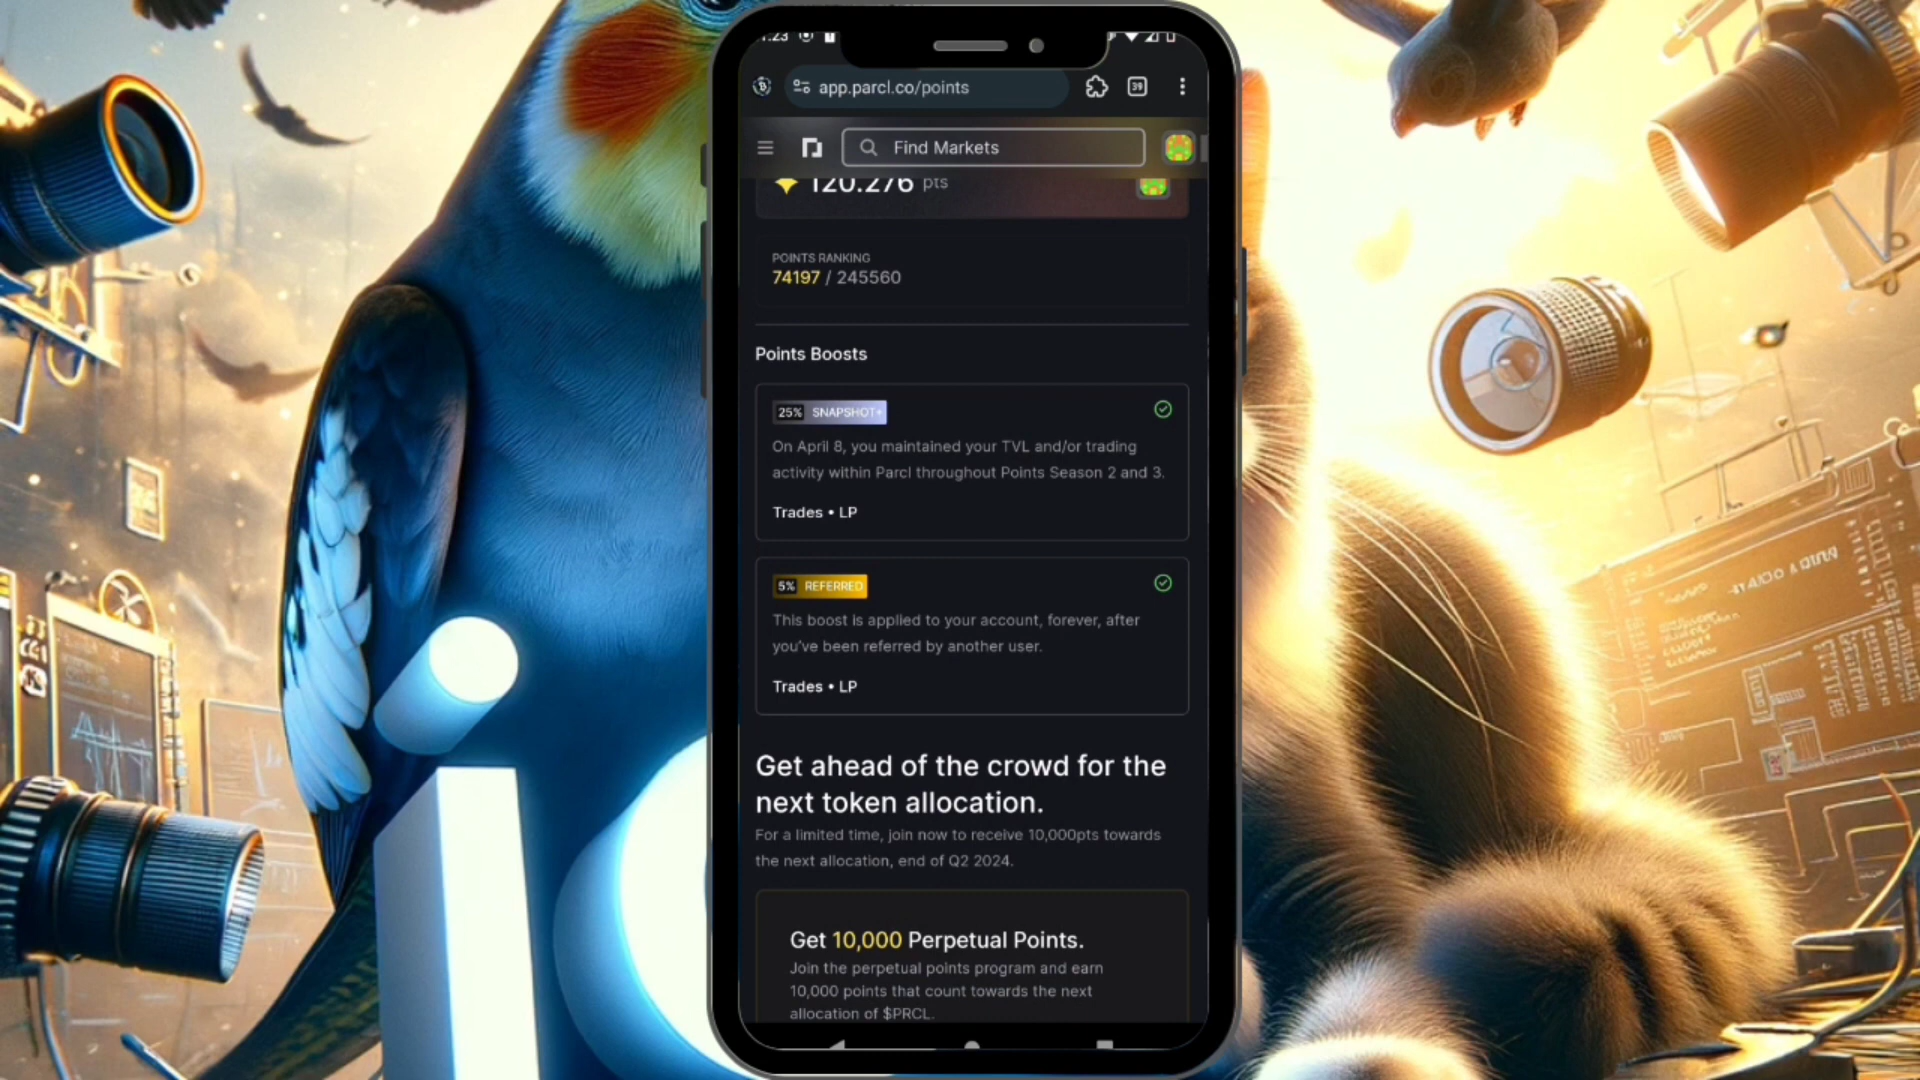 1:23
app.parcl.co/points
39
Find Markets
120.276 pts
POINTS RANKING
74197 / 245560
Points Boosts
25% SNAPSHOT+
On April 8, you maintained your TVL and/or trading
activity within Parcl throughout Points Season 2 and 3.
Trades • LP
5% REFERRED
This boost is applied to your account, forever, after
you've been referred by another user.
Trades • LP
Get ahead of the crowd for the
next token allocation.
For a limited time, join now to receive 10,000pts towards
the next allocation, end of Q2 2024.
Get 10,000 Perpetual Points.
Join the perpetual points program and earn
10,000 points that count towards the next
allocation of $PRCL.